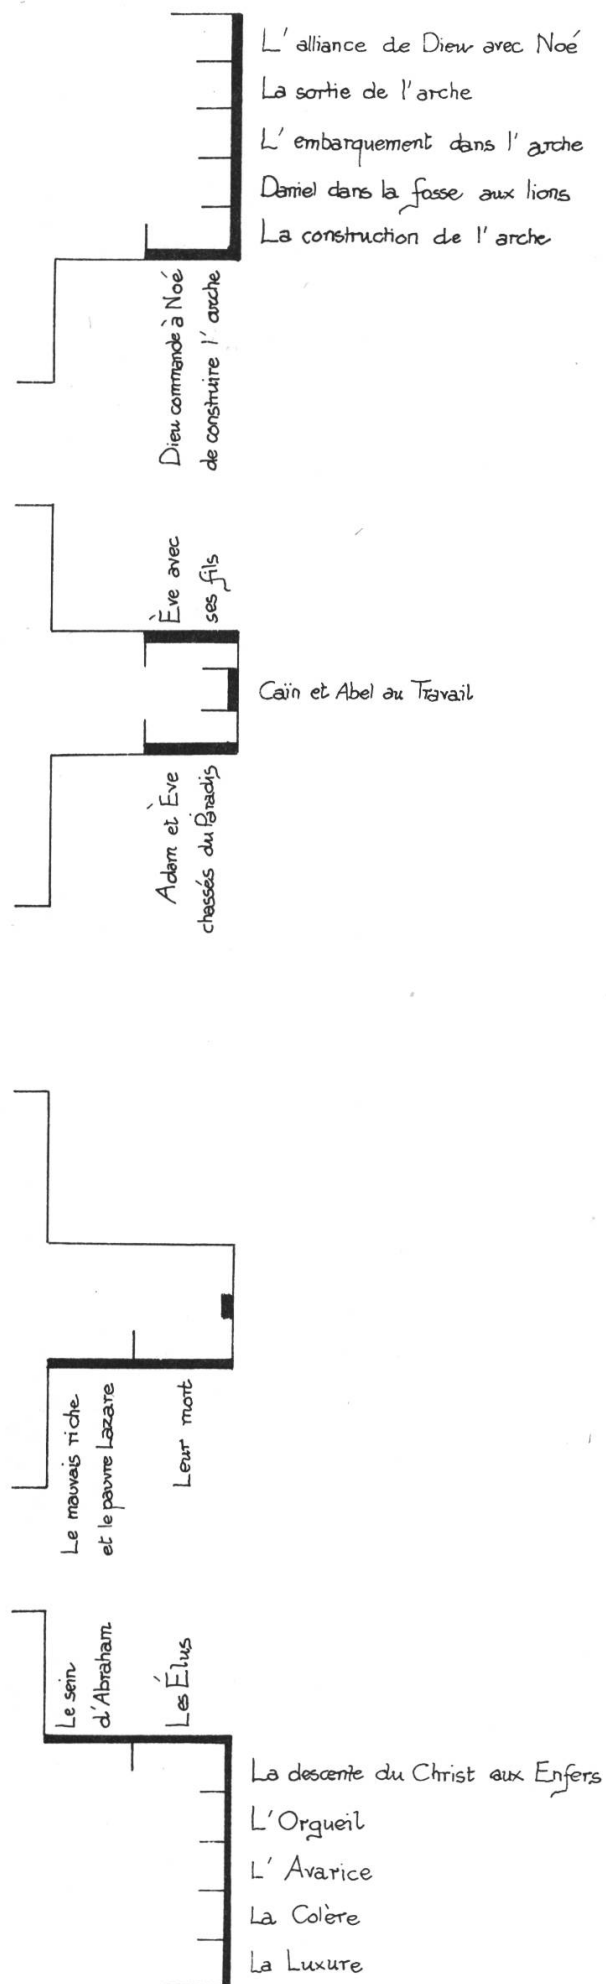 L'alliance de Dieu avec Noé
La sortie de l'arche
L'embarquement dans l'arche
Daniel dans la fosse aux lions
La construction de l'arche
Dieu commande à Noé
de construire l'arche
Ève avec
ses fils
Caïn et Abel au Travail
Adam et Ève
chassés du Paradis
Le mauvais riche
et le pauvre Lazare
Leur mort
Le sein
d'Abraham
Les Élus
La descente du Christ aux Enfers
L'Orgueil
L'Avarice
La Colère
La Luxure